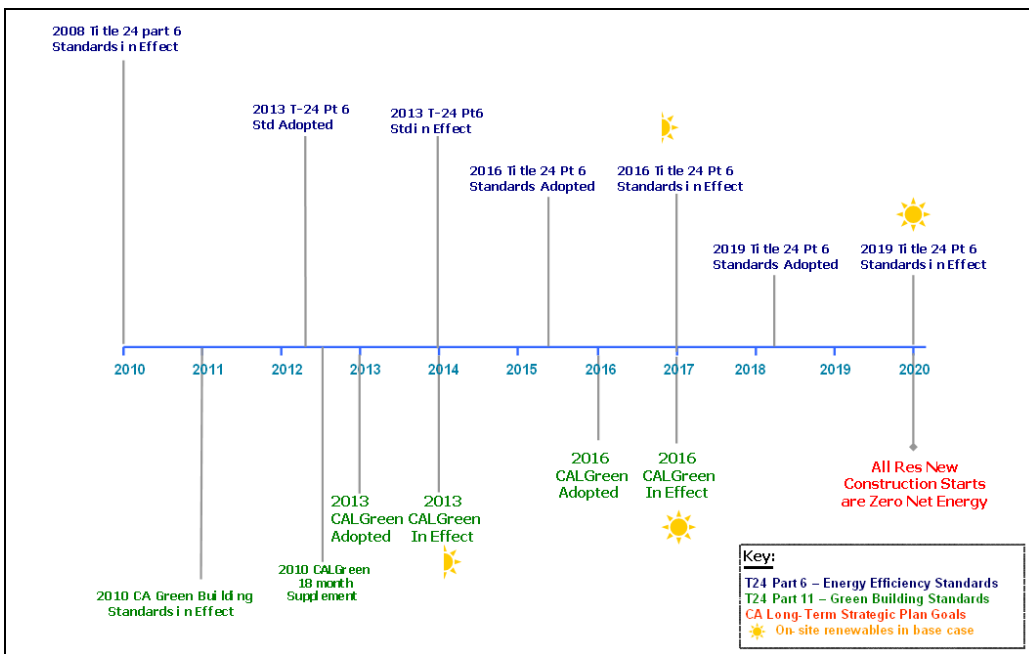 2008 Title 24 part 6
Standards in Effect
2013 T-24 Pt 6
Std Adopted
2013 T-24 Pt6
Std in Effect
2016 Title 24 Pt 6
Standards Adopted
2016 Title 24 Pt 6
Standards in Effect
2019 Title 24 Pt 6
Standards Adopted
2019 Title 24 Pt 6
Standards in Effect
2010 2011 2012 2013 2014 2015 2016 2017 2018 2019 2020
2010 CA Green Building
Standards in Effect
2010 CALGreen
18 month
Supplement
2013
CALGreen
Adopted
2013
CALGreen
In Effect
2016
CALGreen
Adopted
2016
CALGreen
In Effect
All Res New
Construction Starts
are Zero Net Energy
Key:
T24 Part 6 – Energy Efficiency Standards
T24 Part 11 – Green Building Standards
CA Long-Term Strategic Plan Goals
On-site renewables in base case